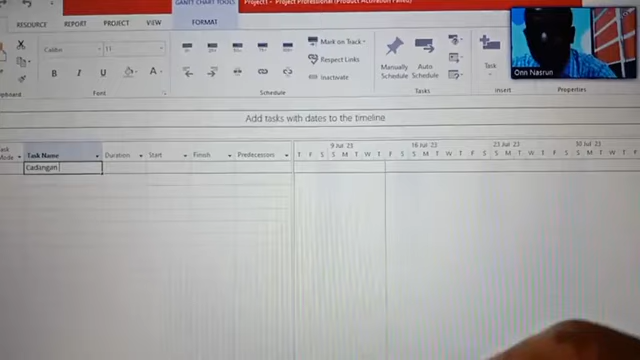 GANTT CHART TOOLS
Project1 - Project Professional (Product Activation Failed)
RESOURCE REPORT PROJECT VIEW FORMAT
Calibri 11
Mark on Track
Respect Links
Inactivate
B I U A
Manually Schedule
Auto Schedule
Task
Font
Schedule
Tasks
Insert
Properties
Onn Nasrun
Add tasks with dates to the timeline
Task Mode
Task Name
Duration
Start
Finish
Predecessors
9 Jul '23
16 Jul '23
23 Jul '23
30 Jul '23
Cadangan